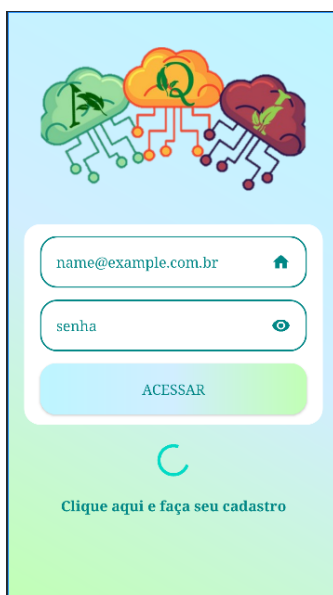 Q
name@example.com.br
senha
ACESSAR
Clique aqui e faça seu cadastro